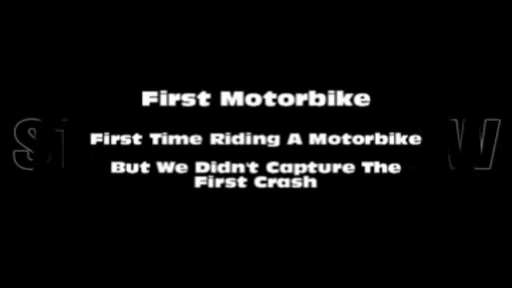 First Motorbike
First Time Riding A Motorbike
But We Didn't Capture The
First Crash